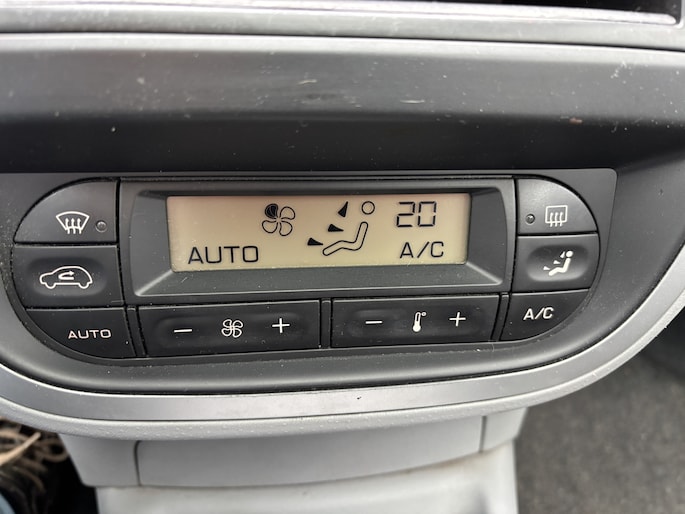 20
AUTO A/C
AUTO - + - + A/C